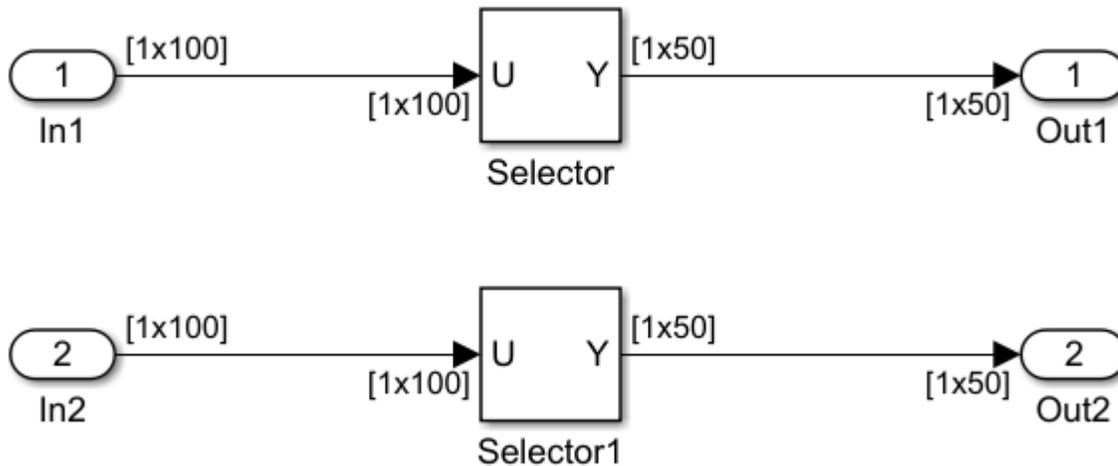 [1x100] [1x50]
1 U Y 1
[1x100] [1x50]
In1 Out1
Selector
[1x100] [1x50]
2 U Y 2
[1x100] [1x50]
In2 Out2
Selector1